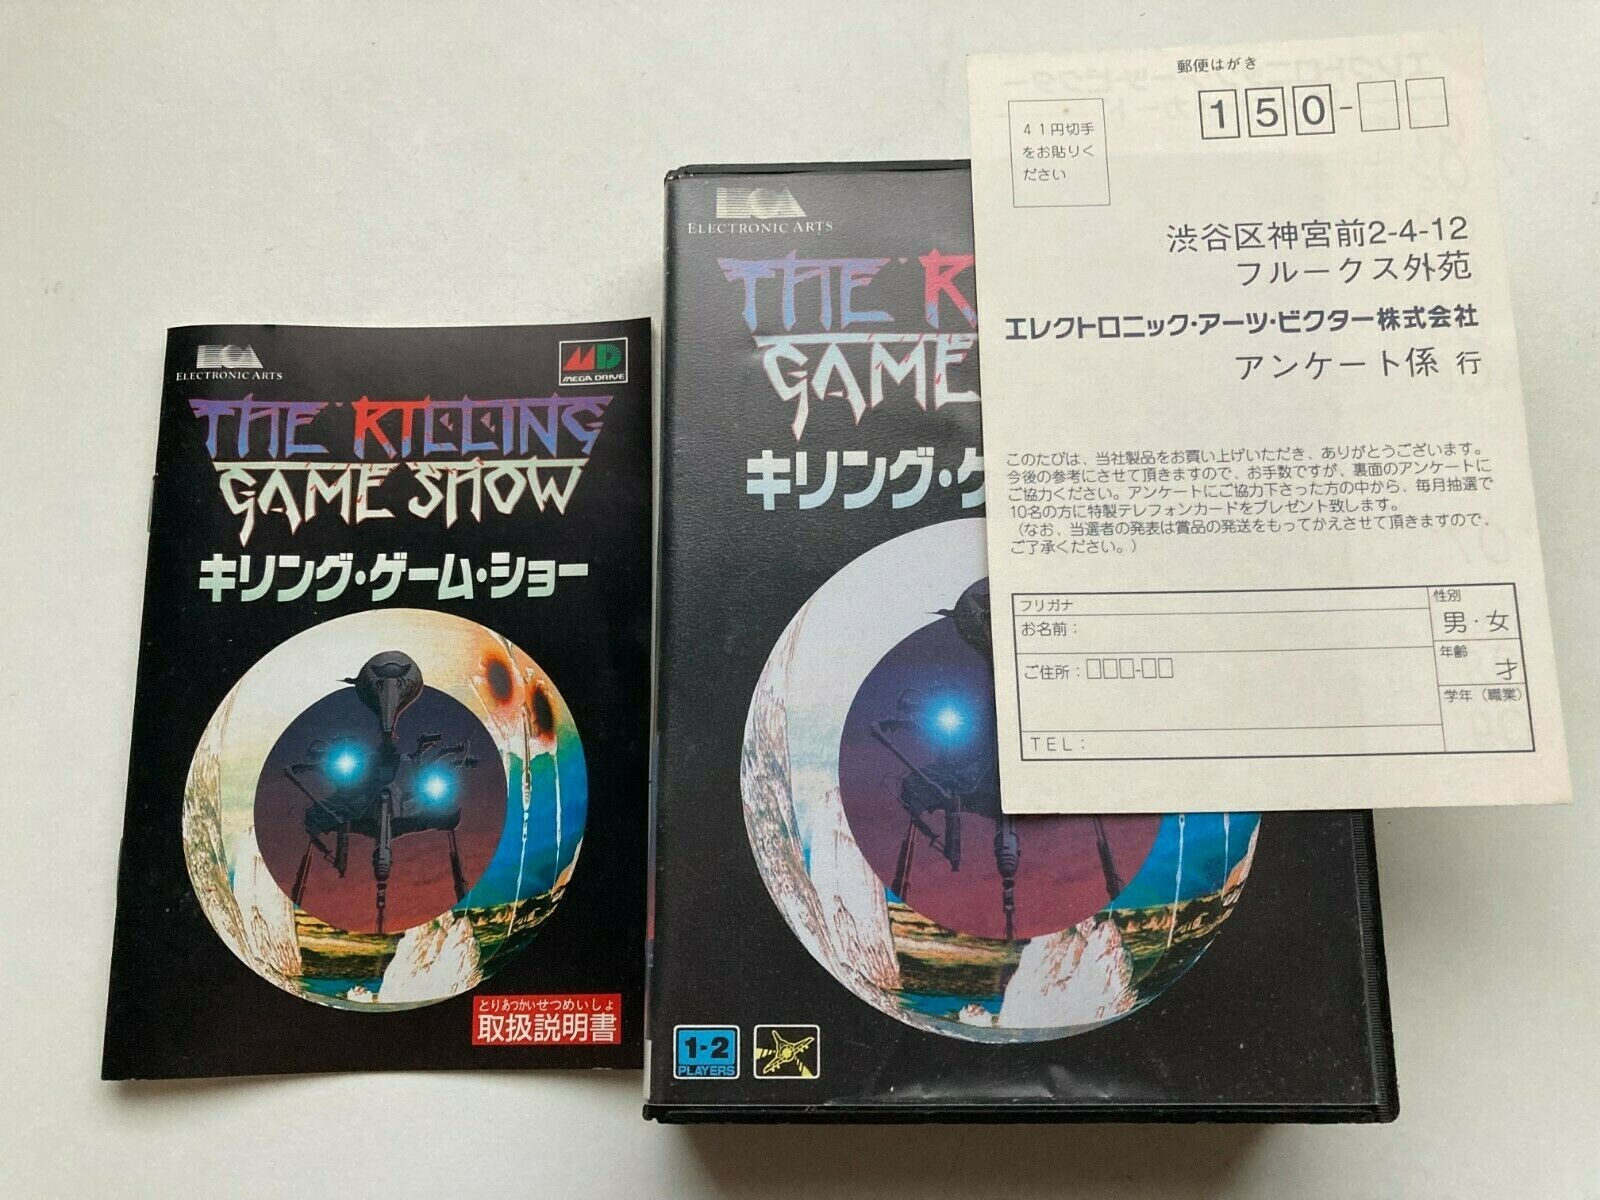 ELECTRONIC ARTS
MEGA DRIVE
THE KILLING
GAME SHOW
キリング・ゲーム・ショー
とりあつかいせつめいしょ
取扱説明書
ELECTRONIC ARTS
THE K
GAME
キリング・ゲ
1-2
PLAYERS
郵便はがき
150-
41円切手
をお貼りく
ださい
渋谷区神宮前2-4-12
フルークス外苑
エレクトロニック・アーツ・ビクター株式会社
アンケート係 行
このたびは、当社製品をお買い上げいただき、ありがとうございます。
今後の参考にさせて頂きますので、お手数ですが、裏面のアンケートに
ご協力ください。アンケートにご協力下さった方の中から、毎月抽選で
10名の方に特製テレフォンカードをプレゼント致します。
(なお、当選者の発表は賞品の発送をもってかえさせて頂きますので、
ご了承ください。)
フリガナ
お名前:
性別
男・女
年齢
才
ご住所:□□□-□□
学年(職業)
TEL: